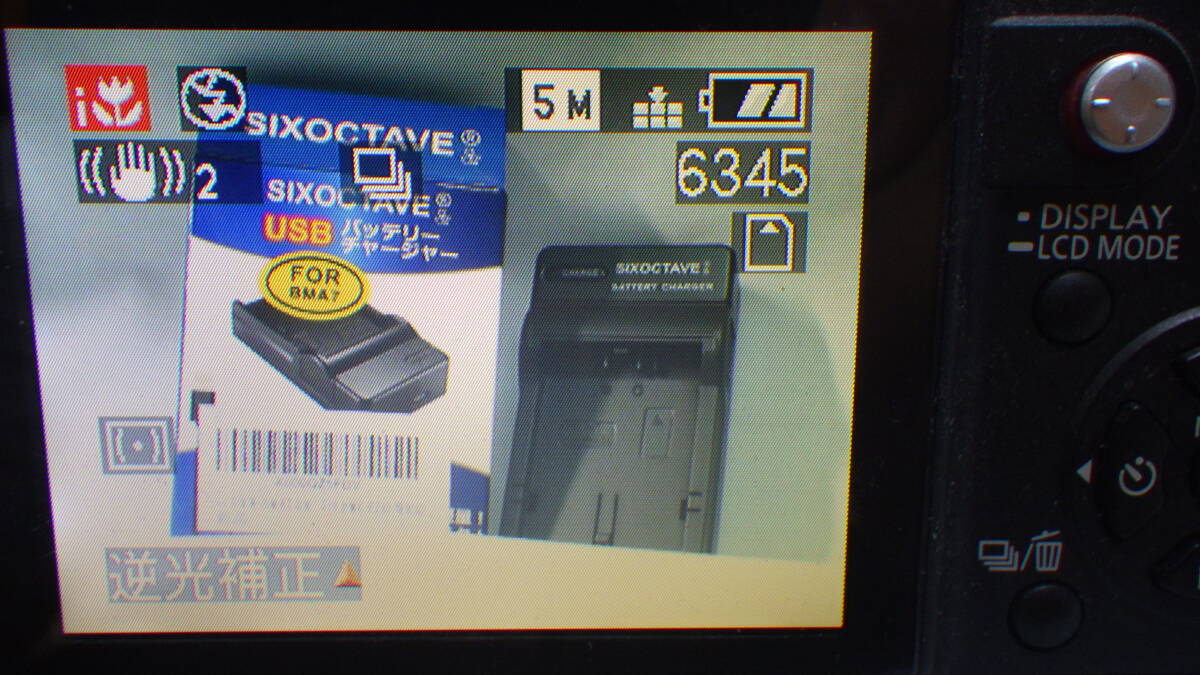 i
5M
2
6345
SIXOCTAVE®
SIXOCTAVE®
USB バッテリー
チャージャー
FOR
BMA7
CHARGE
SIXOCTAVE
BATTERY CHARGER
逆光補正
DISPLAY
LCD MODE